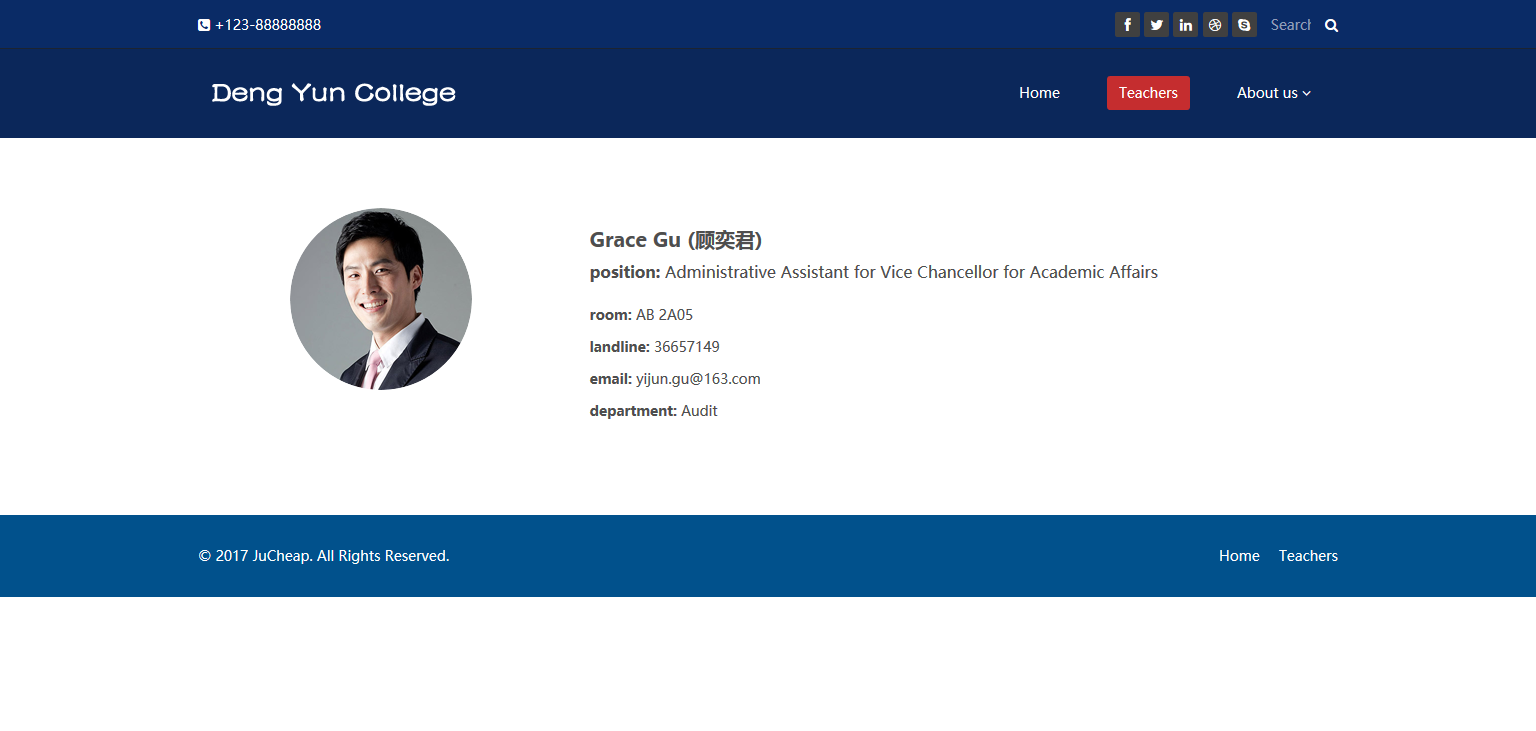 +123-88888888
Search
Deng Yun College
Home
Teachers
About us
Grace Gu (顾奕君)
position: Administrative Assistant for Vice Chancellor for Academic Affairs
room: AB 2A05
landline: 36657149
email: yijun.gu@163.com
department: Audit
© 2017 JuCheap. All Rights Reserved.
Home
Teachers